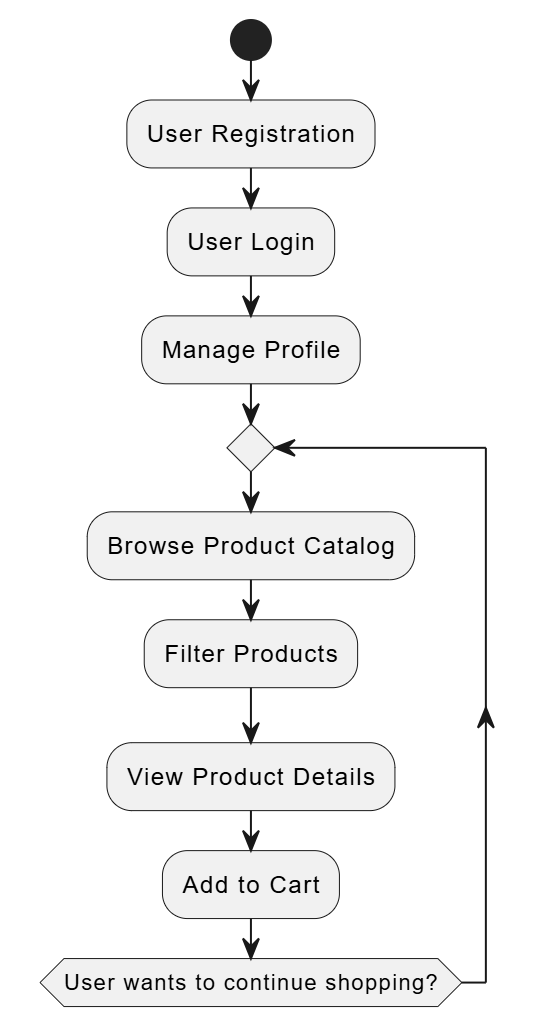 User Registration
User Login
Manage Profile
Browse Product Catalog
Filter Products
View Product Details
Add to Cart
User wants to continue shopping?